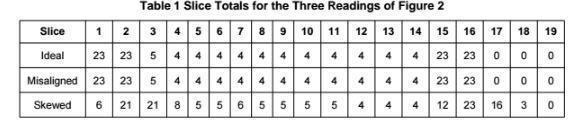 Table 1 Slice Totals for the Three Readings of Figure 2
Slice 1 2 3 4 5 6 7 8 9 10 11 12 13 14 15 16 17 18 19
Ideal 23 23 5 4 4 4 4 4 4 4 4 4 4 4 23 23 0 0 0
Misaligned 23 23 5 4 4 4 4 4 4 4 4 4 4 4 23 23 0 0 0
Skewed 6 21 21 8 5 5 6 5 5 5 5 4 4 4 12 23 16 3 0